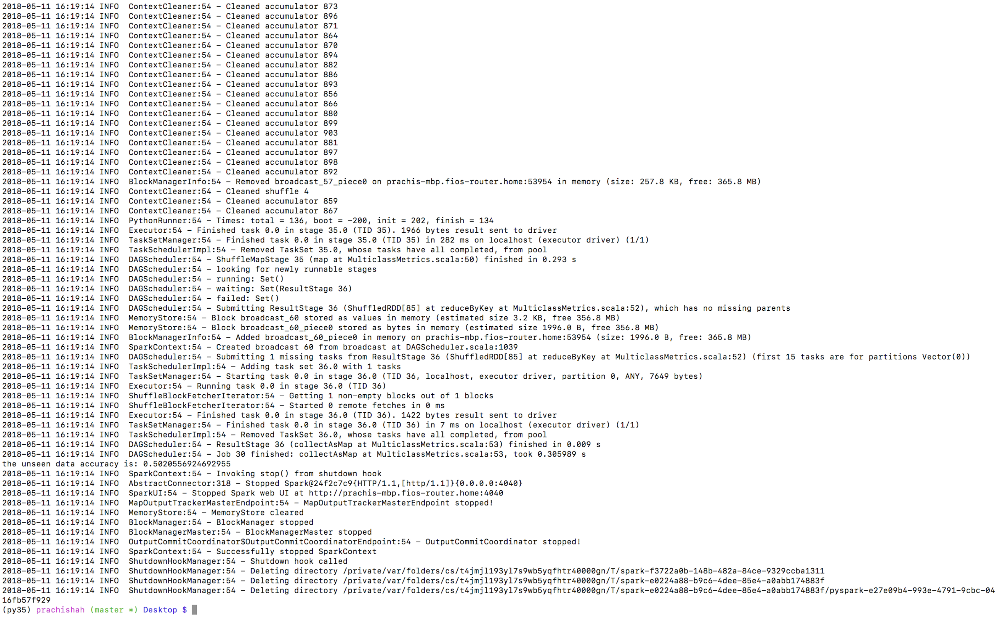 2018-05-11 16:19:14 INFO  ContextCleaner:54 - Cleaned accumulator 873
2018-05-11 16:19:14 INFO  ContextCleaner:54 - Cleaned accumulator 896
2018-05-11 16:19:14 INFO  ContextCleaner:54 - Cleaned accumulator 871
2018-05-11 16:19:14 INFO  ContextCleaner:54 - Cleaned accumulator 864
2018-05-11 16:19:14 INFO  ContextCleaner:54 - Cleaned accumulator 870
2018-05-11 16:19:14 INFO  ContextCleaner:54 - Cleaned accumulator 894
2018-05-11 16:19:14 INFO  ContextCleaner:54 - Cleaned accumulator 882
2018-05-11 16:19:14 INFO  ContextCleaner:54 - Cleaned accumulator 886
2018-05-11 16:19:14 INFO  ContextCleaner:54 - Cleaned accumulator 893
2018-05-11 16:19:14 INFO  ContextCleaner:54 - Cleaned accumulator 856
2018-05-11 16:19:14 INFO  ContextCleaner:54 - Cleaned accumulator 866
2018-05-11 16:19:14 INFO  ContextCleaner:54 - Cleaned accumulator 880
2018-05-11 16:19:14 INFO  ContextCleaner:54 - Cleaned accumulator 899
2018-05-11 16:19:14 INFO  ContextCleaner:54 - Cleaned accumulator 903
2018-05-11 16:19:14 INFO  ContextCleaner:54 - Cleaned accumulator 881
2018-05-11 16:19:14 INFO  ContextCleaner:54 - Cleaned accumulator 897
2018-05-11 16:19:14 INFO  ContextCleaner:54 - Cleaned accumulator 898
2018-05-11 16:19:14 INFO  ContextCleaner:54 - Cleaned accumulator 892
2018-05-11 16:19:14 INFO  BlockManagerInfo:54 - Removed broadcast_57_piece0 on prachis-mbp.fios-router.home:53954 in memory (size: 257.8 KB, free: 365.8 MB)
2018-05-11 16:19:14 INFO  ContextCleaner:54 - Cleaned shuffle 4
2018-05-11 16:19:14 INFO  ContextCleaner:54 - Cleaned accumulator 859
2018-05-11 16:19:14 INFO  ContextCleaner:54 - Cleaned accumulator 867
2018-05-11 16:19:14 INFO  PythonRunner:54 - Times: total = 136, boot = -200, init = 202, finish = 134
2018-05-11 16:19:14 INFO  Executor:54 - Finished task 0.0 in stage 35.0 (TID 35). 1966 bytes result sent to driver
2018-05-11 16:19:14 INFO  TaskSetManager:54 - Finished task 0.0 in stage 35.0 (TID 35) in 282 ms on localhost (executor driver) (1/1)
2018-05-11 16:19:14 INFO  TaskSchedulerImpl:54 - Removed TaskSet 35.0, whose tasks have all completed, from pool
2018-05-11 16:19:14 INFO  DAGScheduler:54 - ShuffleMapStage 35 (map at MulticlassMetrics.scala:50) finished in 0.293 s
2018-05-11 16:19:14 INFO  DAGScheduler:54 - looking for newly runnable stages
2018-05-11 16:19:14 INFO  DAGScheduler:54 - running: Set()
2018-05-11 16:19:14 INFO  DAGScheduler:54 - waiting: Set(ResultStage 36)
2018-05-11 16:19:14 INFO  DAGScheduler:54 - failed: Set()
2018-05-11 16:19:14 INFO  DAGScheduler:54 - Submitting ResultStage 36 (ShuffledRDD[85] at reduceByKey at MulticlassMetrics.scala:52), which has no missing parents
2018-05-11 16:19:14 INFO  MemoryStore:54 - Block broadcast_60 stored as values in memory (estimated size 3.2 KB, free 356.8 MB)
2018-05-11 16:19:14 INFO  MemoryStore:54 - Block broadcast_60_piece0 stored as bytes in memory (estimated size 1996.0 B, free 356.8 MB)
2018-05-11 16:19:14 INFO  BlockManagerInfo:54 - Added broadcast_60_piece0 in memory on prachis-mbp.fios-router.home:53954 (size: 1996.0 B, free: 365.8 MB)
2018-05-11 16:19:14 INFO  SparkContext:54 - Created broadcast 60 from broadcast at DAGScheduler.scala:1039
2018-05-11 16:19:14 INFO  DAGScheduler:54 - Submitting 1 missing tasks from ResultStage 36 (ShuffledRDD[85] at reduceByKey at MulticlassMetrics.scala:52) (first 15 tasks are for partitions Vector(0))
2018-05-11 16:19:14 INFO  TaskSchedulerImpl:54 - Adding task set 36.0 with 1 tasks
2018-05-11 16:19:14 INFO  TaskSetManager:54 - Starting task 0.0 in stage 36.0 (TID 36, localhost, executor driver, partition 0, ANY, 7649 bytes)
2018-05-11 16:19:14 INFO  Executor:54 - Running task 0.0 in stage 36.0 (TID 36)
2018-05-11 16:19:14 INFO  ShuffleBlockFetcherIterator:54 - Getting 1 non-empty blocks out of 1 blocks
2018-05-11 16:19:14 INFO  ShuffleBlockFetcherIterator:54 - Started 0 remote fetches in 0 ms
2018-05-11 16:19:14 INFO  Executor:54 - Finished task 0.0 in stage 36.0 (TID 36). 1422 bytes result sent to driver
2018-05-11 16:19:14 INFO  TaskSetManager:54 - Finished task 0.0 in stage 36.0 (TID 36) in 7 ms on localhost (executor driver) (1/1)
2018-05-11 16:19:14 INFO  TaskSchedulerImpl:54 - Removed TaskSet 36.0, whose tasks have all completed, from pool
2018-05-11 16:19:14 INFO  DAGScheduler:54 - ResultStage 36 (collectAsMap at MulticlassMetrics.scala:53) finished in 0.009 s
2018-05-11 16:19:14 INFO  DAGScheduler:54 - Job 30 finished: collectAsMap at MulticlassMetrics.scala:53, took 0.305989 s
the unseen data accuracy is: 0.5020556924692955
2018-05-11 16:19:14 INFO  SparkContext:54 - Invoking stop() from shutdown hook
2018-05-11 16:19:14 INFO  AbstractConnector:318 - Stopped Spark@24f2c7c9{HTTP/1.1,[http/1.1]}{0.0.0.0:4040}
2018-05-11 16:19:14 INFO  SparkUI:54 - Stopped Spark web UI at http://prachis-mbp.fios-router.home:4040
2018-05-11 16:19:14 INFO  MapOutputTrackerMasterEndpoint:54 - MapOutputTrackerMasterEndpoint stopped!
2018-05-11 16:19:14 INFO  MemoryStore:54 - MemoryStore cleared
2018-05-11 16:19:14 INFO  BlockManager:54 - BlockManager stopped
2018-05-11 16:19:14 INFO  BlockManagerMaster:54 - BlockManagerMaster stopped
2018-05-11 16:19:14 INFO  OutputCommitCoordinator$OutputCommitCoordinatorEndpoint:54 - OutputCommitCoordinator stopped!
2018-05-11 16:19:14 INFO  SparkContext:54 - Successfully stopped SparkContext
2018-05-11 16:19:14 INFO  ShutdownHookManager:54 - Shutdown hook called
2018-05-11 16:19:14 INFO  ShutdownHookManager:54 - Deleting directory /private/var/folders/cs/t4jmjl193yl7s9wb5yqfhtr40000gn/T/spark-f3722a0b-148b-482a-84ce-9329ccba1311
2018-05-11 16:19:14 INFO  ShutdownHookManager:54 - Deleting directory /private/var/folders/cs/t4jmjl193yl7s9wb5yqfhtr40000gn/T/spark-e0224a88-b9c6-4dee-85e4-a0abb174883f
2018-05-11 16:19:14 INFO  ShutdownHookManager:54 - Deleting directory /private/var/folders/cs/t4jmjl193yl7s9wb5yqfhtr40000gn/T/spark-e0224a88-b9c6-4dee-85e4-a0abb174883f/pyspark-e27e09b4-993e-4791-9cbc-04
16fb57f929
(py35) prachishah (master *) Desktop $